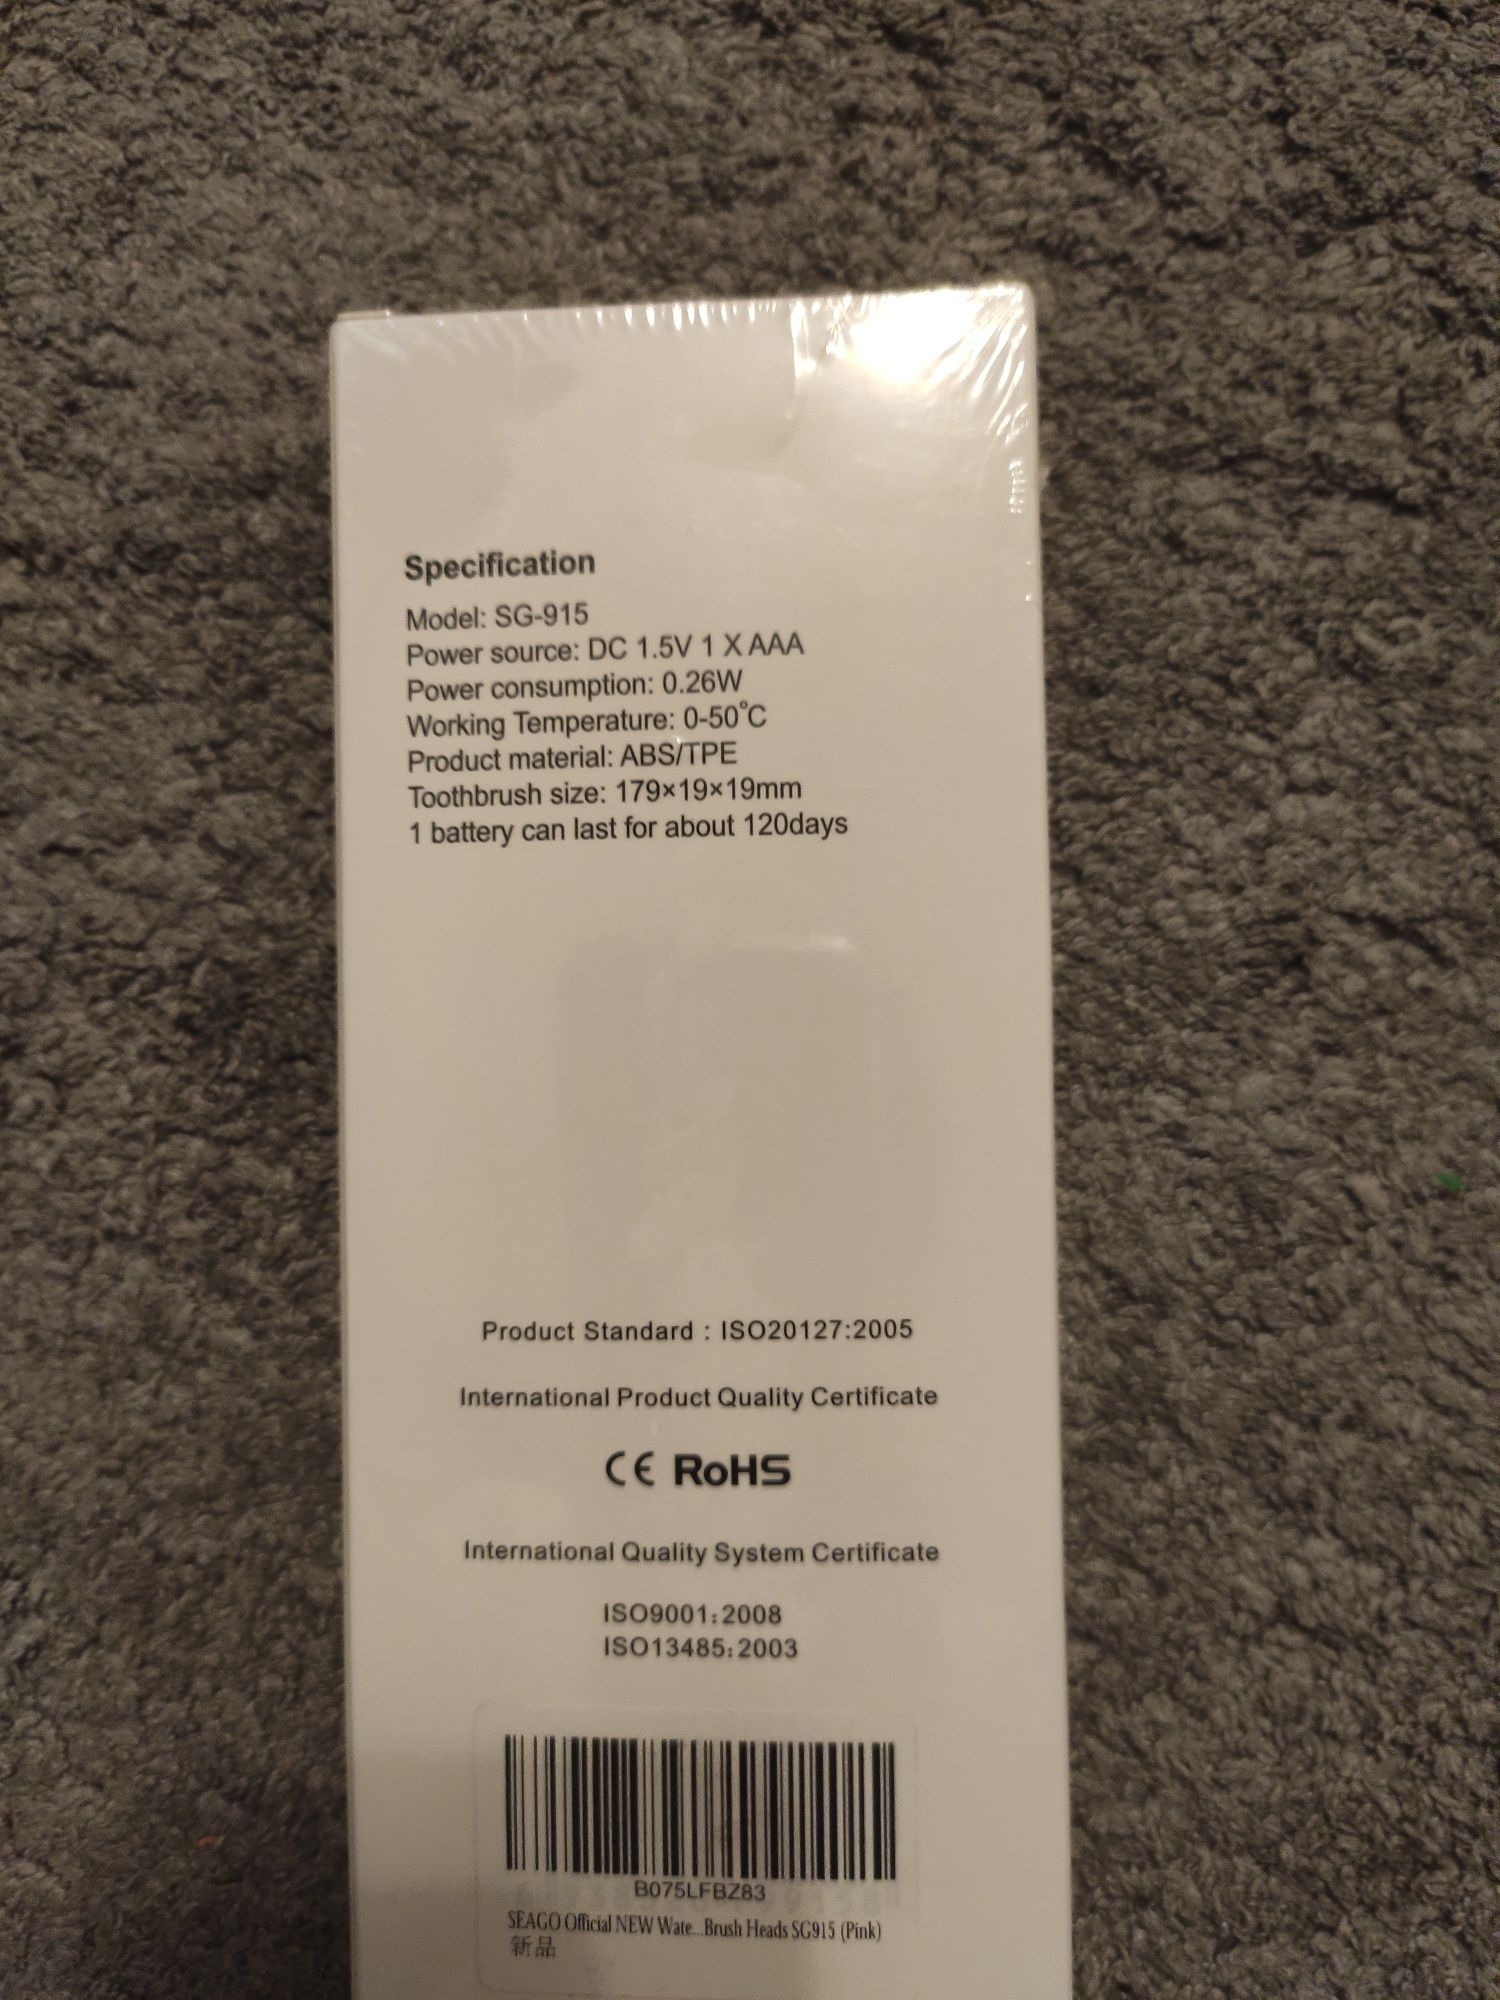 Specification
Model: SG-915
Power source: DC 1.5V 1 X AAA
Power consumption: 0.26W
Working Temperature: 0-50°C
Product material: ABS/TPE
Toothbrush size: 179×19×19mm
1 battery can last for about 120days
Product Standard : ISO20127:2005
International Product Quality Certificate
CE RoHS
International Quality System Certificate
ISO9001:2008
ISO13485:2003
B075LFBZ83
SEAGO Official NEW Wate...Brush Heads SG915 (Pink)
新品